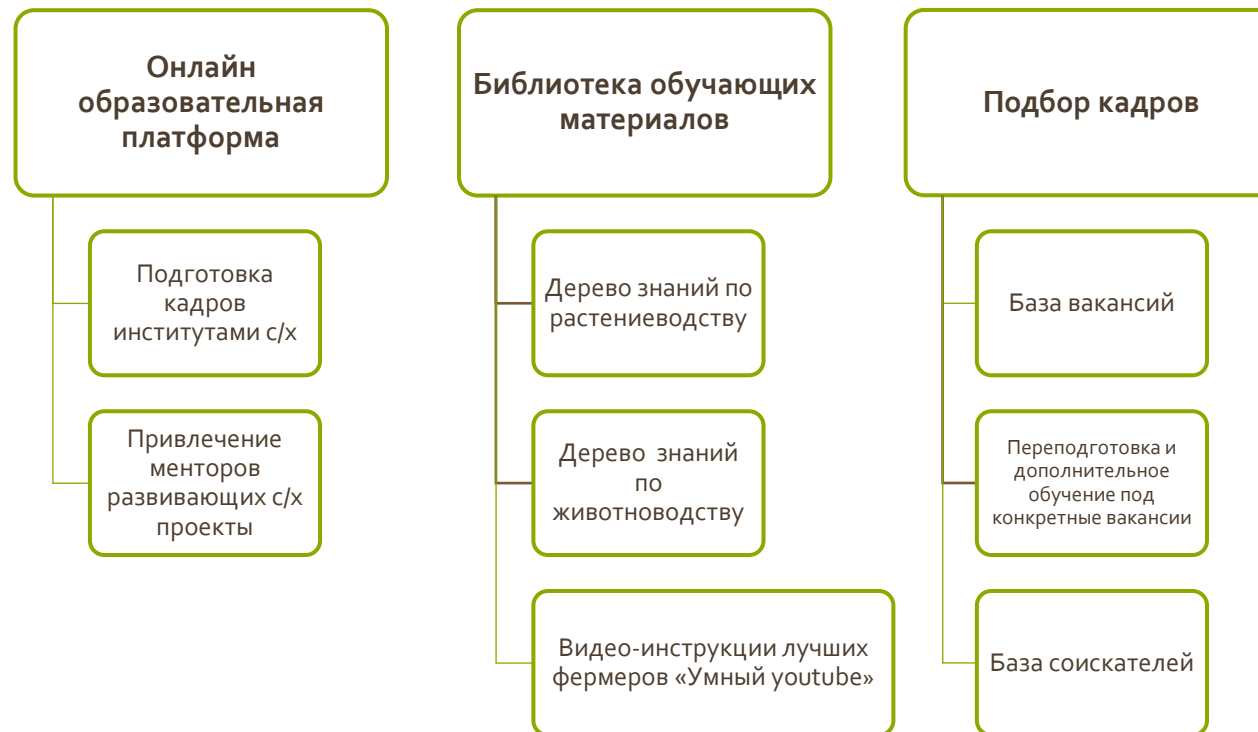 Онлайн
образовательная
платформа
Подготовка
кадров
институтами с/х
Привлечение
менторов
развивающих с/х
проекты
Библиотека обучающих
материалов
Дерево знаний по
растениеводству
Дерево знаний
по
животноводству
Видео-инструкции лучших
фермеров «Умный youtube»
Подбор кадров
База вакансий
Переподготовка и
дополнительное
обучение под
конкретные вакансии
База соискателей